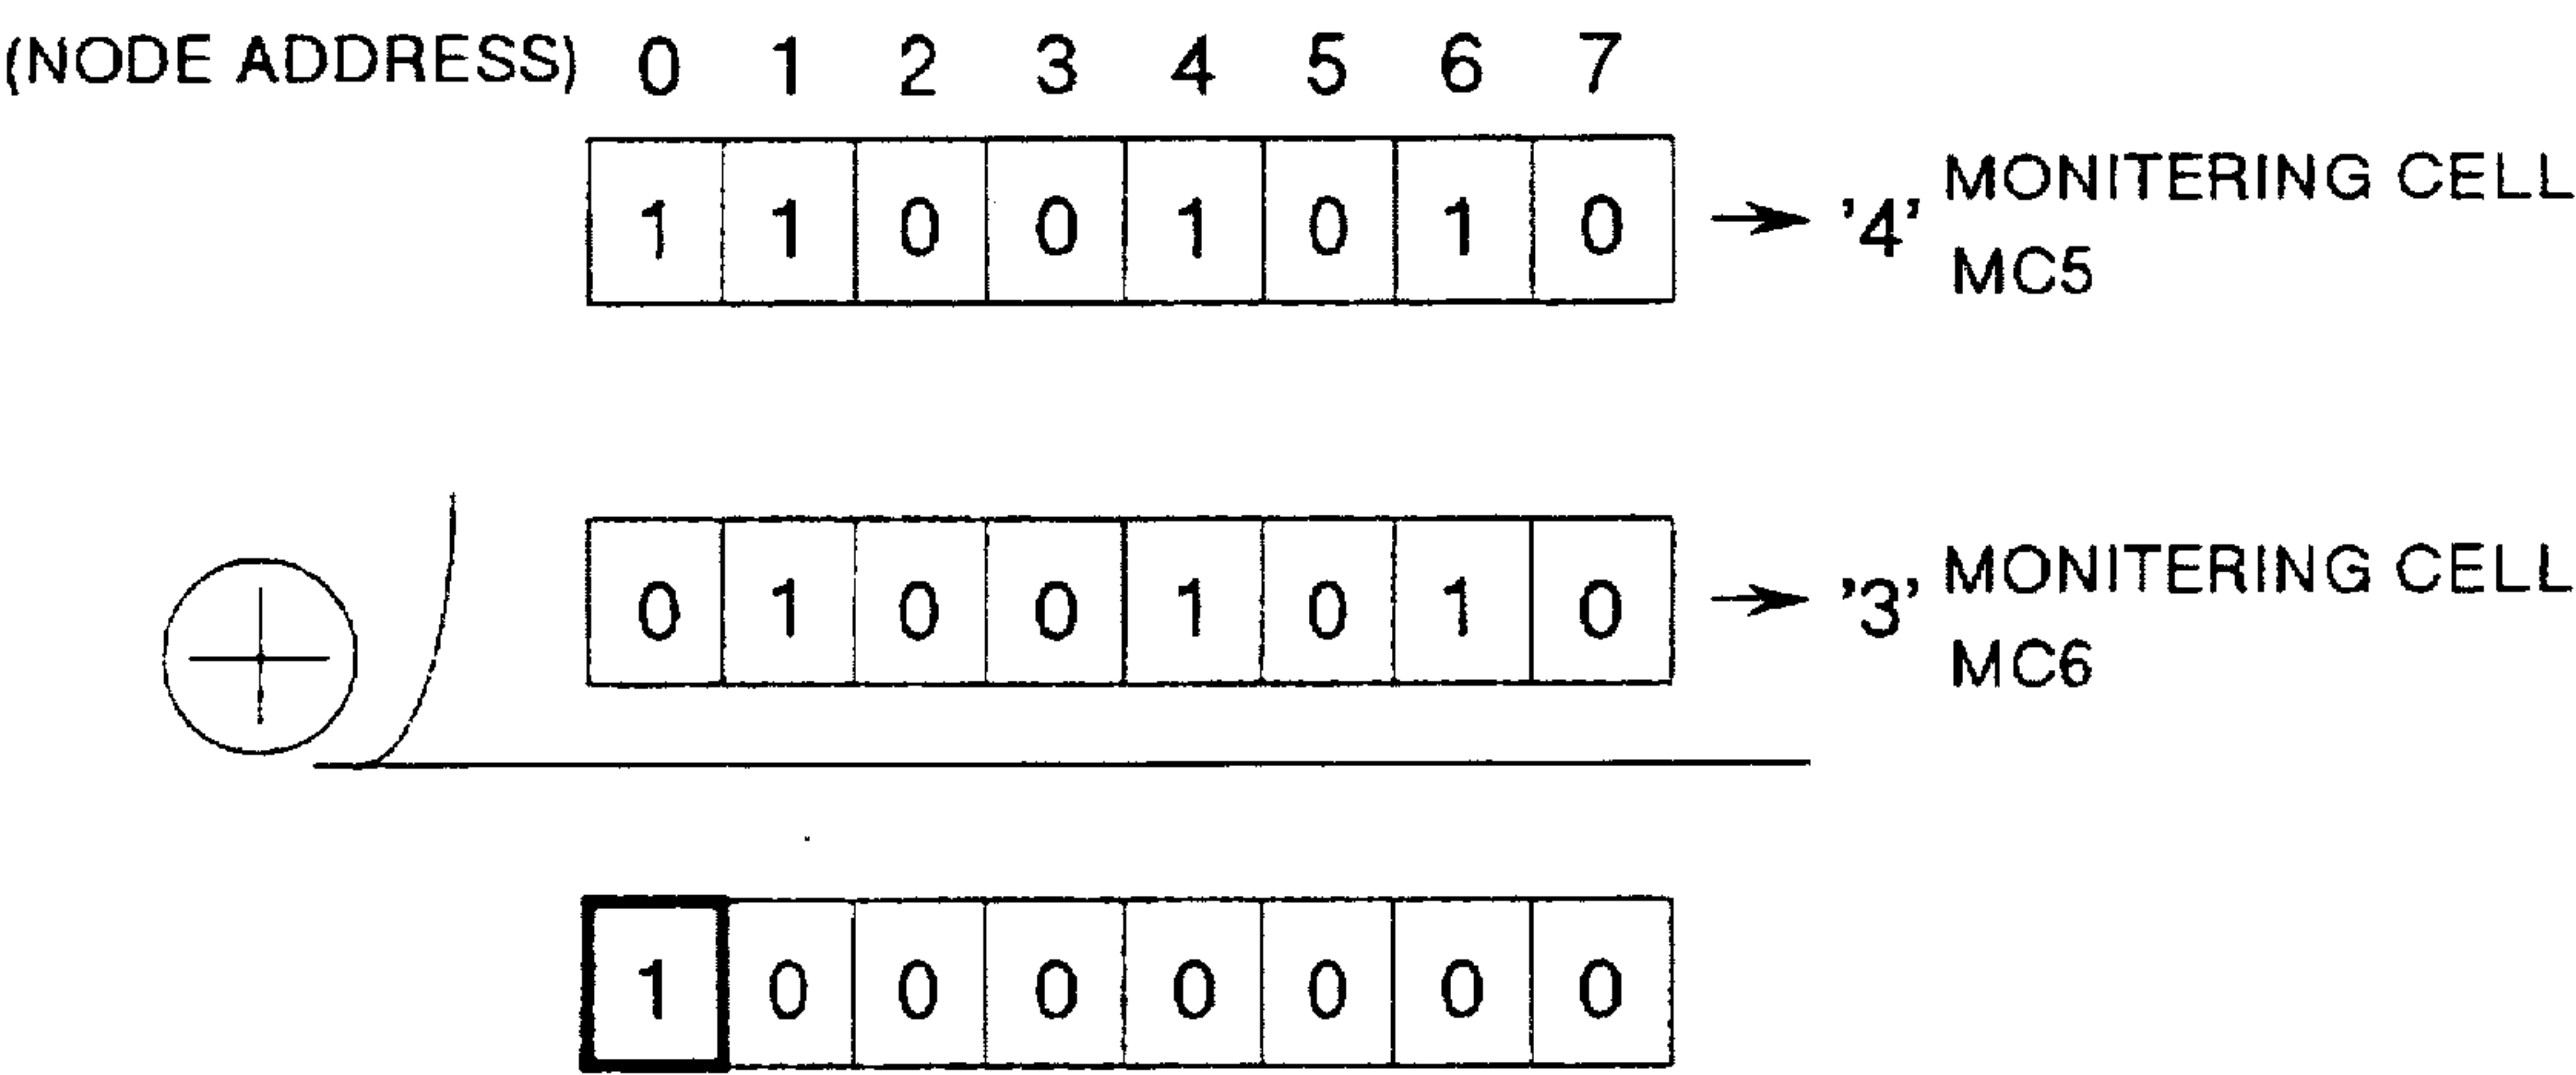 (NODE ADDRESS) 0 1 2 3 4 5 6 7
1 1 0 0 1 0 1 0 '4' MONITERING CELL
MC5
0 1 0 0 1 0 1 0 '3' MONITERING CELL
MC6
1 0 0 0 0 0 0 0